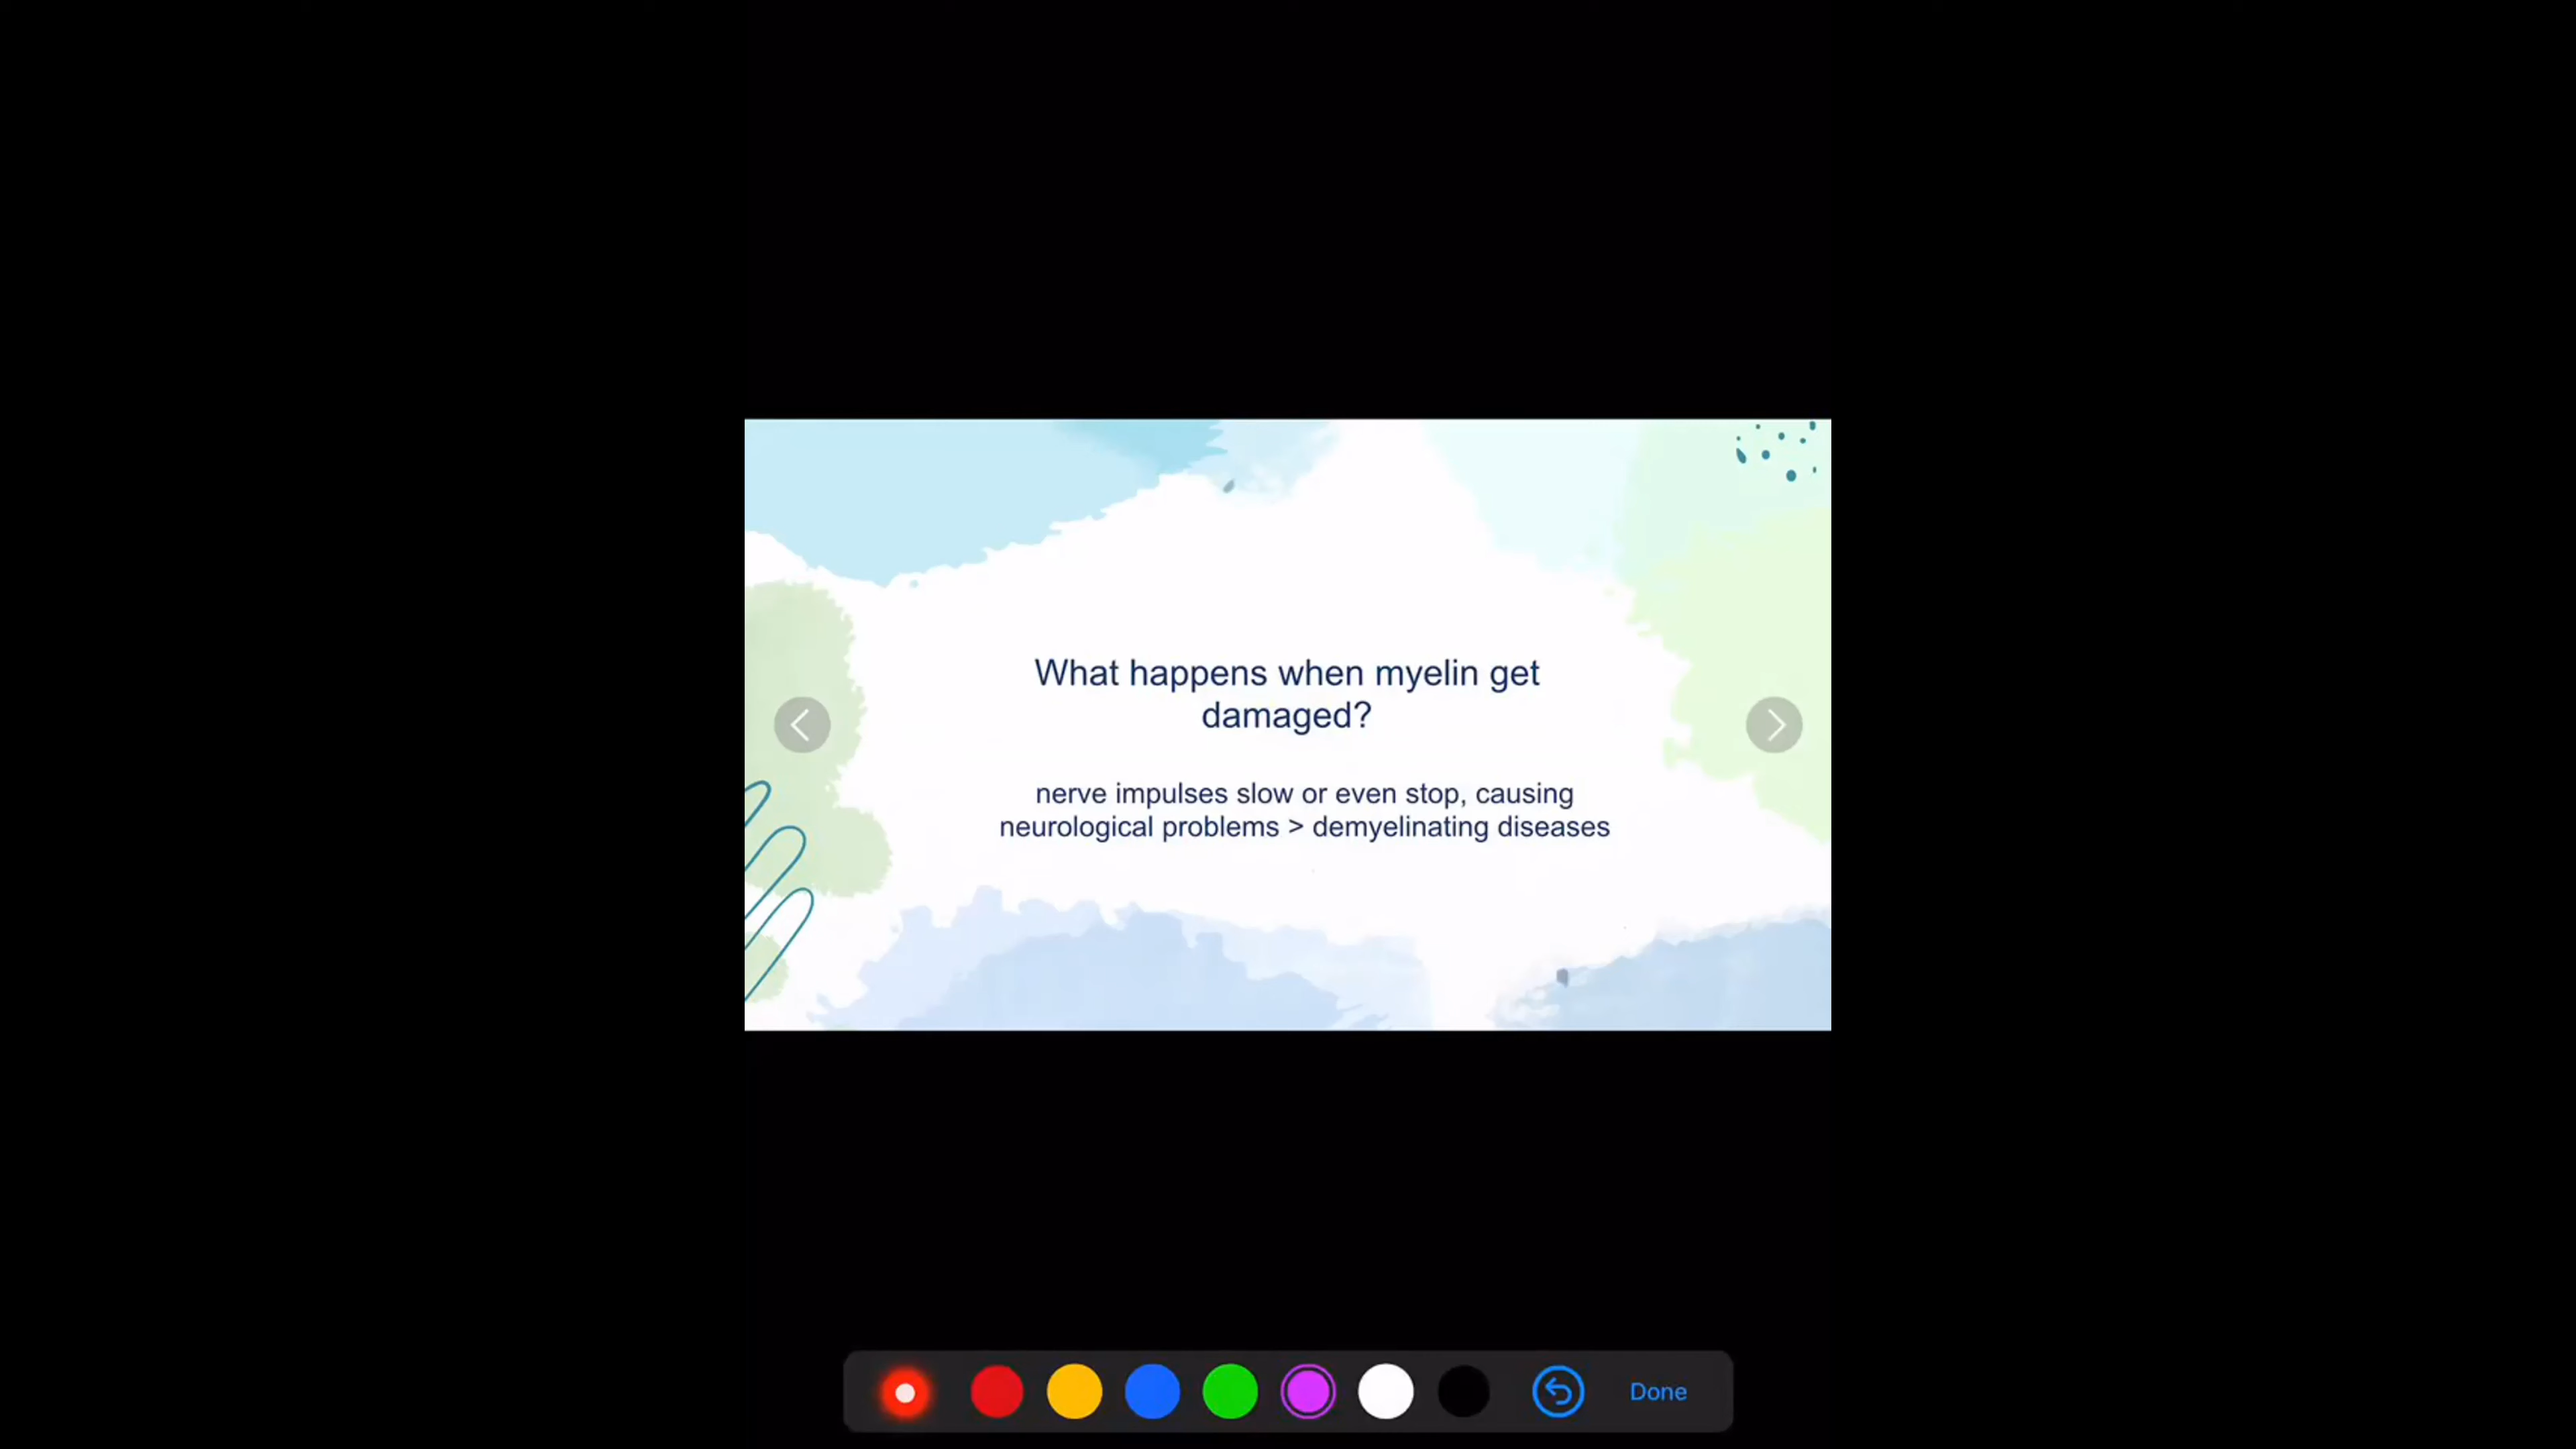 What happens when myelin get
damaged?
nerve impulses slow or even stop, causing
neurological problems > demyelinating diseases
Done